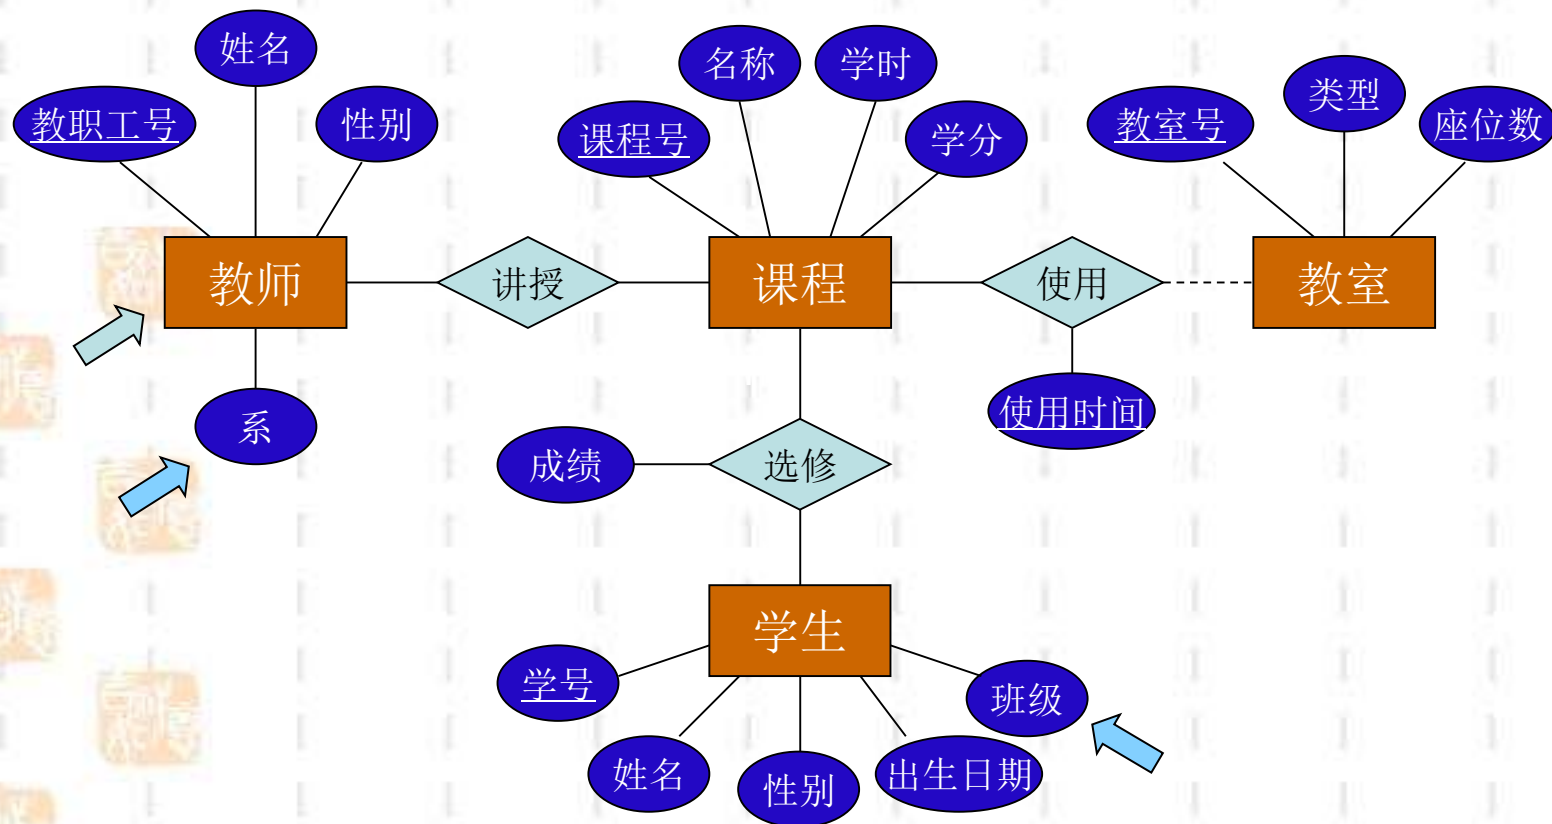 姓名
教职工号
性别
名称
学时
课程号
学分
类型
教室号
座位数
教师
讲授
课程
使用
教室
系
使用时间
成绩
选修
学生
学号
班级
姓名
性别
出生日期